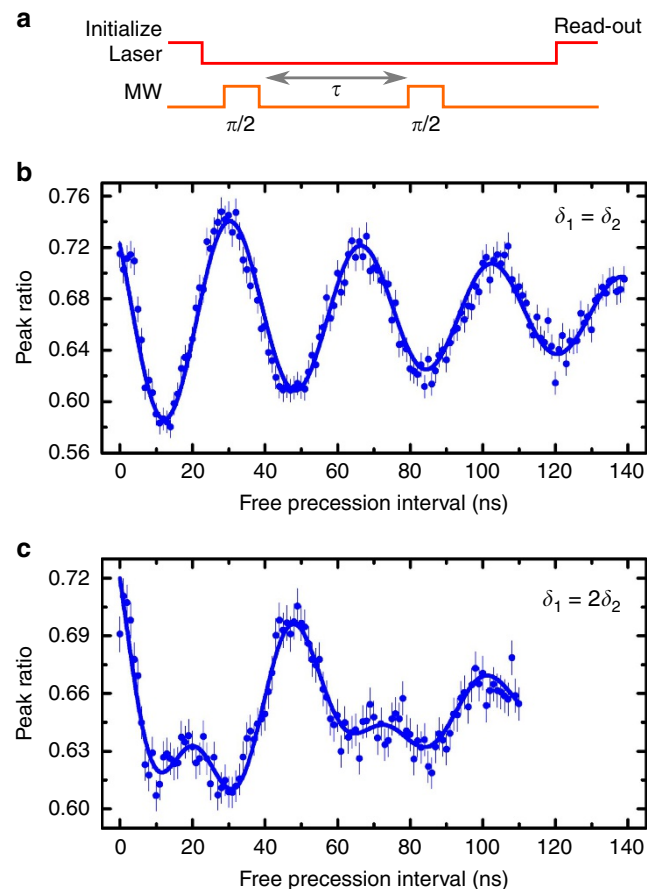 a
Initialize
Read-out
Laser
MW
τ
π/2
π/2
b
0.76
0.72
0.68
0.64
0.60
0.56
Peak ratio
δ1 = δ2
0 20 40 60 80 100 120 140
Free precession interval (ns)
c
0.72
0.69
0.66
0.63
0.60
Peak ratio
δ1 = 2δ2
0 20 40 60 80 100 120 140
Free precession interval (ns)